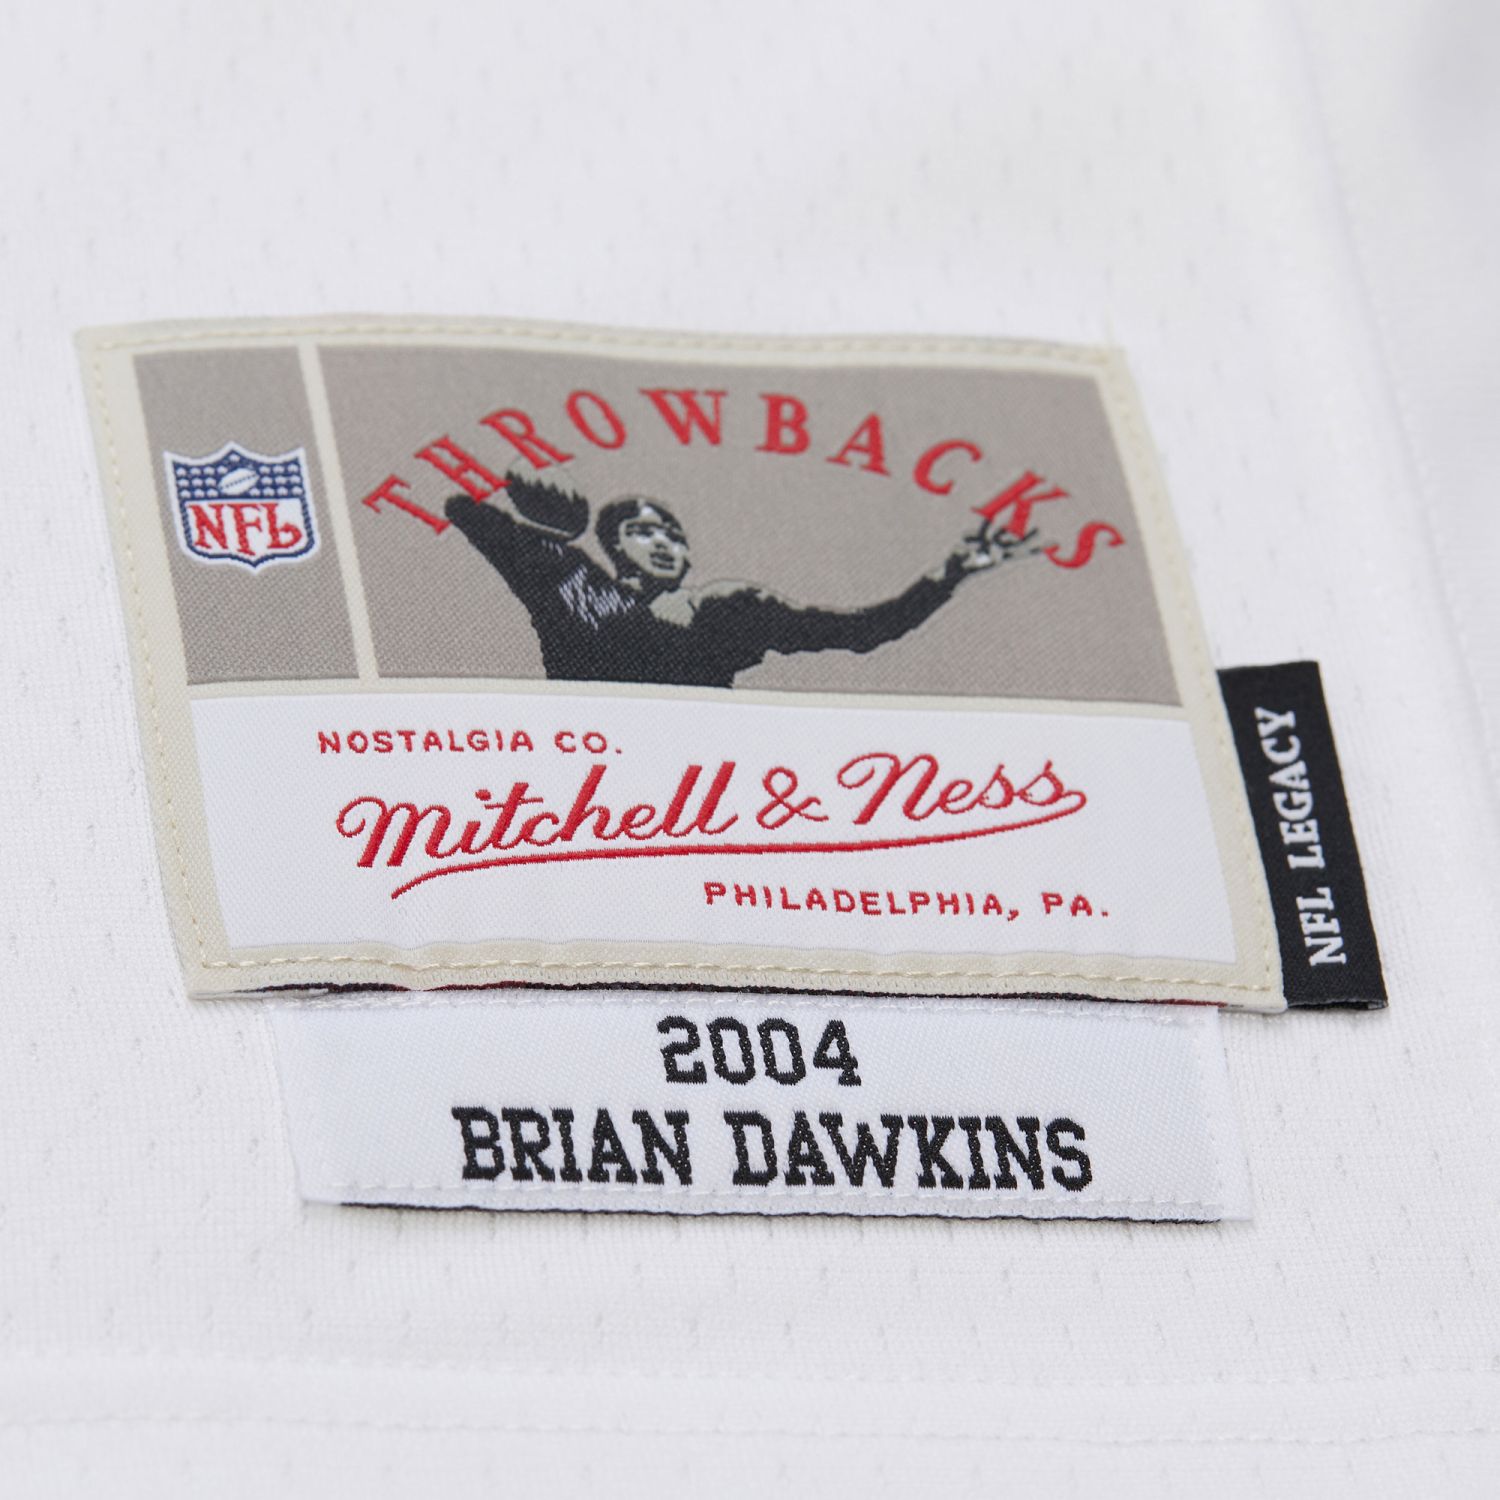 THROWBACKS
NFL
NOSTALGIA CO.
Mitchell & Ness
PHILADELPHIA, PA.
NFL LEGACY
2004
BRIAN DAWKINS